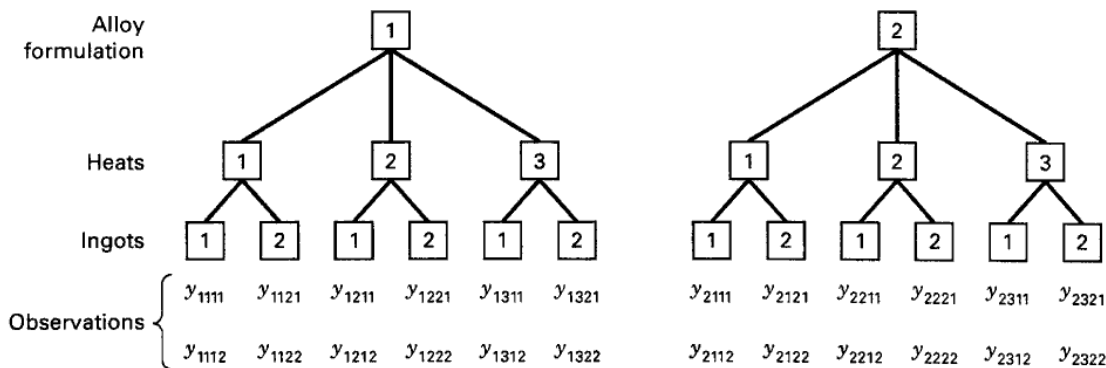 Alloy
formulation
1 2
Heats 1 2 3 1 2 3
Ingots 1 2 1 2 1 2 1 2 1 2 1 2
y1111 y1121 y1211 y1221 y1311 y1321 y2111 y2121 y2211 y2221 y2311 y2321
Observations
y1112 y1122 y1212 y1222 y1312 y1322 y2112 y2122 y2212 y2222 y2312 y2322